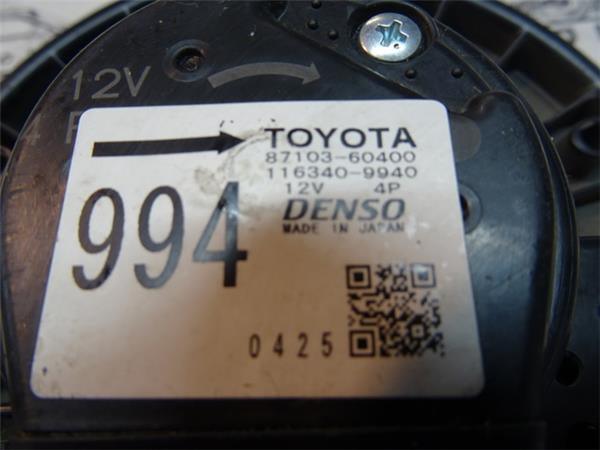 12V
TOYOTA
87103-60400
116340-9940
12V 4P
994
DENSO
MADE IN JAPAN
0425